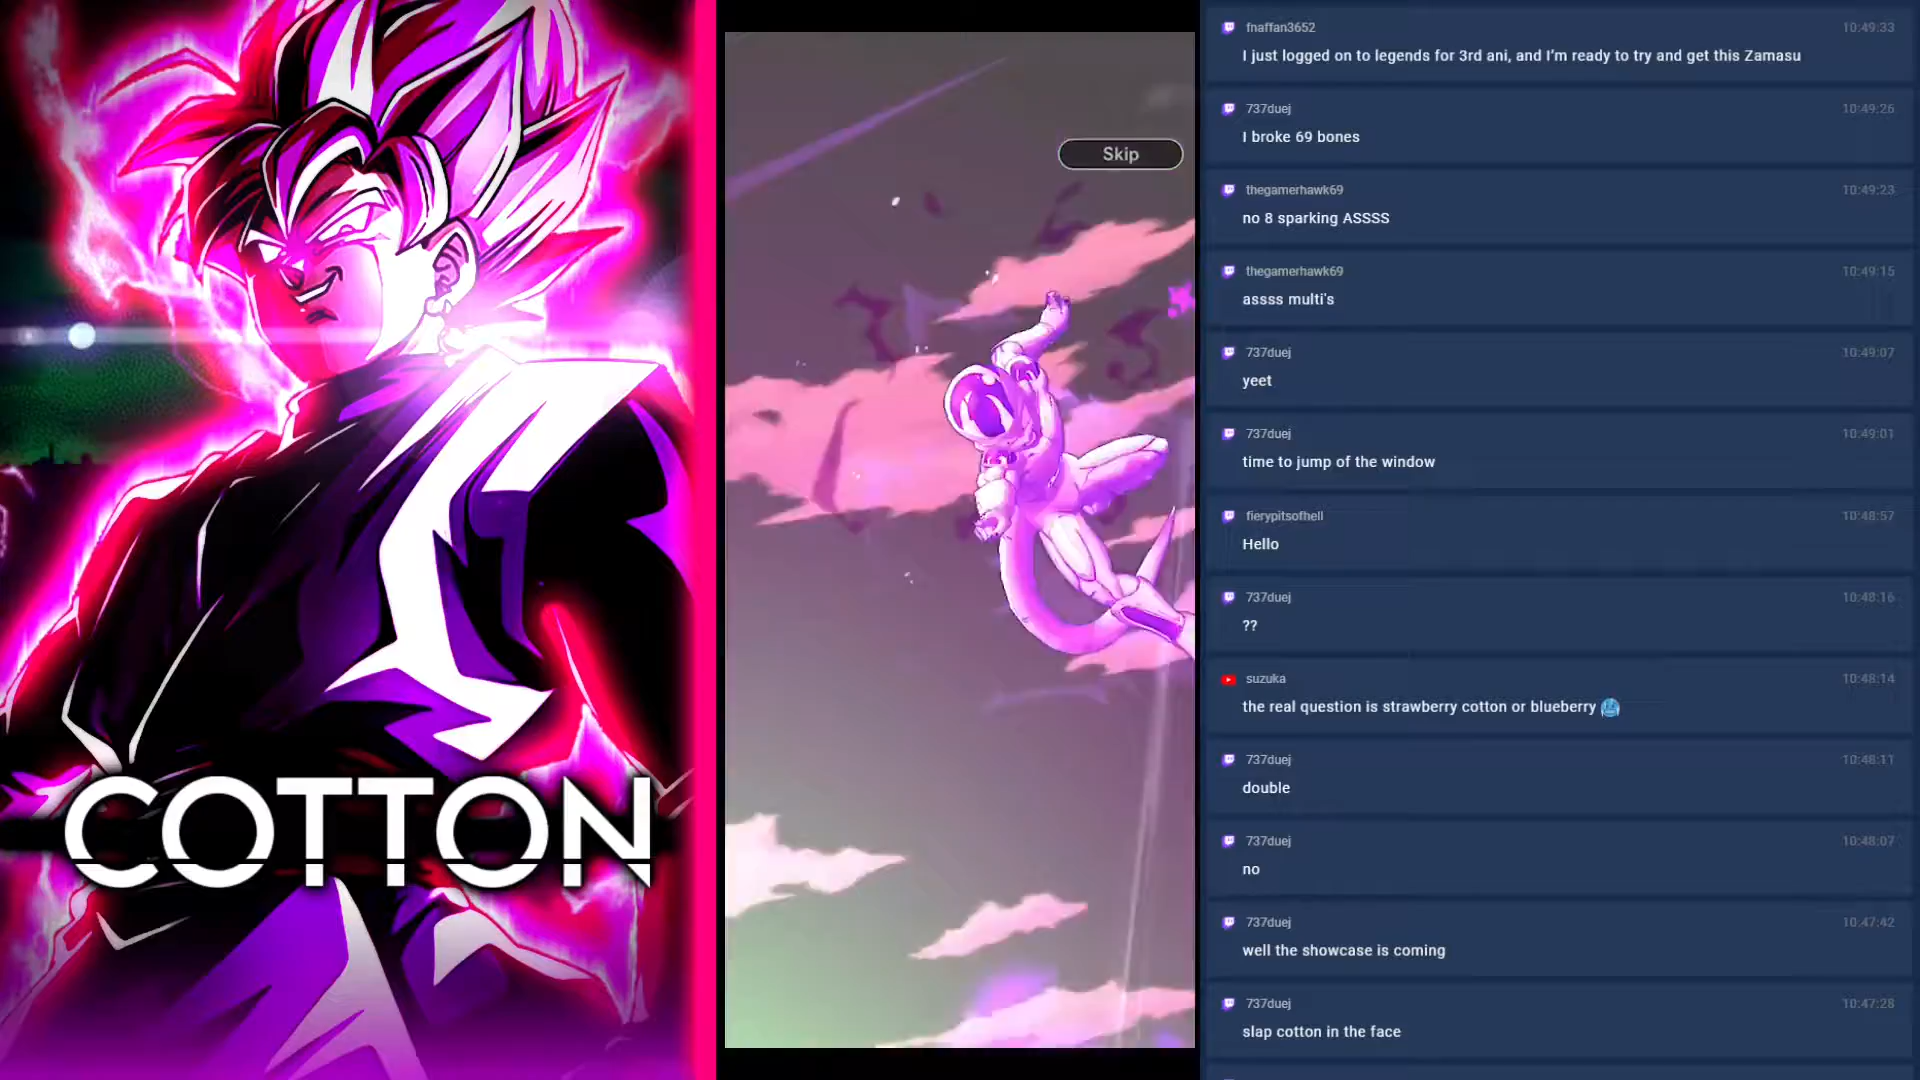 COTTON
Skip
fnaffan3652 10:49:33
I just logged on to legends for 3rd ani, and I'm ready to try and get this Zamasu
737duej 10:49:26
I broke 69 bones
thegamerhawk69 10:49:23
no 8 sparking ASSSS
thegamerhawk69 10:49:15
assss multi's
737duej 10:49:07
yeet
737duej 10:49:01
time to jump of the window
fierypitsofhell 10:48:57
Hello
737duej 10:48:16
??
suzuka 10:48:14
the real question is strawberry cotton or blueberry
737duej 10:48:11
double
737duej 10:48:07
no
737duej 10:47:42
well the showcase is coming
737duej 10:47:28
slap cotton in the face